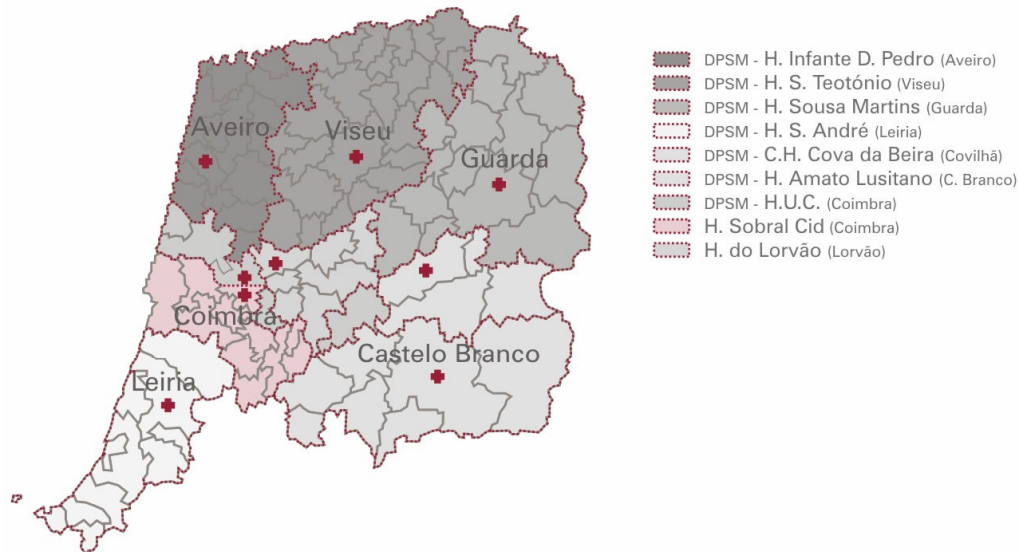 Aveiro
Viseu
Guarda
Coimbra
Castelo Branco
Leiria
DPSM - H. Infante D. Pedro (Aveiro)
DPSM - H. S. Teotónio (Viseu)
DPSM - H. Sousa Martins (Guarda)
DPSM - H. S. André (Leiria)
DPSM - C.H. Cova da Beira (Covilhã)
DPSM - H. Amato Lusitano (C. Branco)
DPSM - H.U.C. (Coimbra)
H. Sobral Cid (Coimbra)
H. do Lorvão (Lorvão)